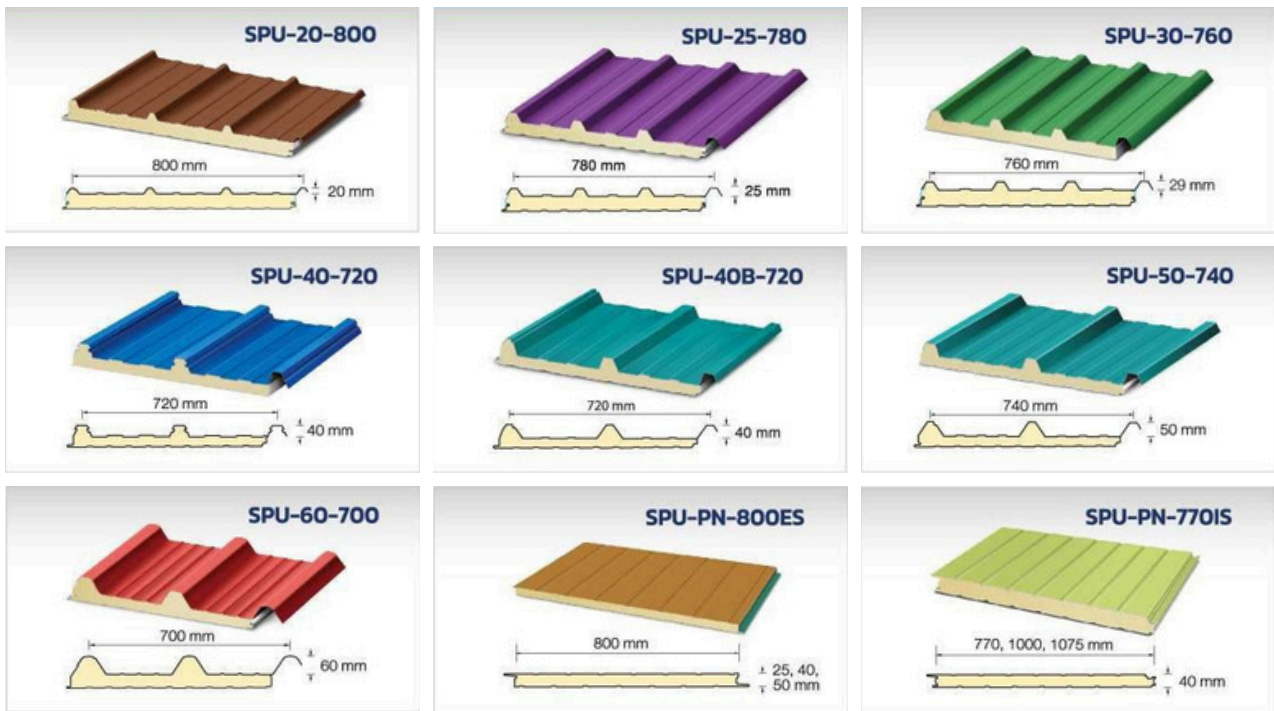 SPU-20-800
800 mm
20 mm
SPU-25-780
780 mm
25 mm
SPU-30-760
760 mm
29 mm
SPU-40-720
720 mm
40 mm
SPU-40B-720
720 mm
40 mm
SPU-50-740
740 mm
50 mm
SPU-60-700
700 mm
60 mm
SPU-PN-800ES
800 mm
25, 40,
50 mm
SPU-PN-770IS
770, 1000, 1075 mm
40 mm